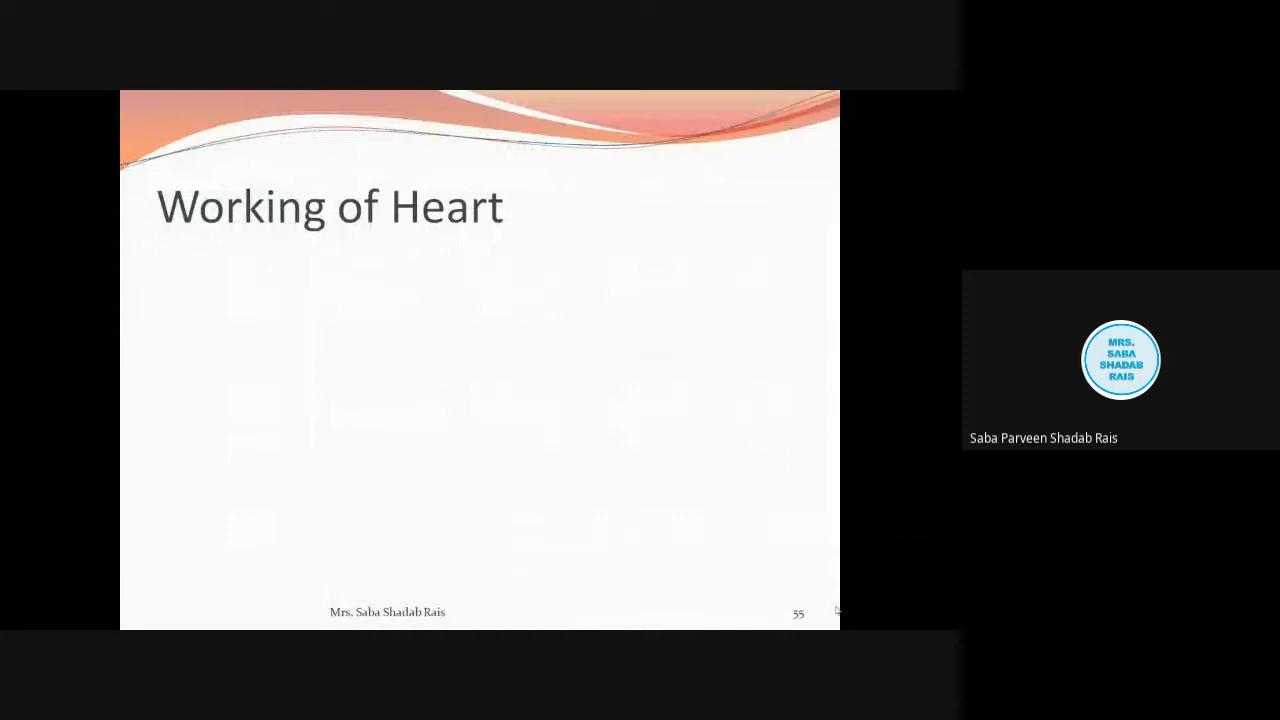 Working of Heart
MRS.
SABA
SHADAB
RAIS
Saba Parveen Shadab Rais
Mrs. Saba Shadab Rais
55